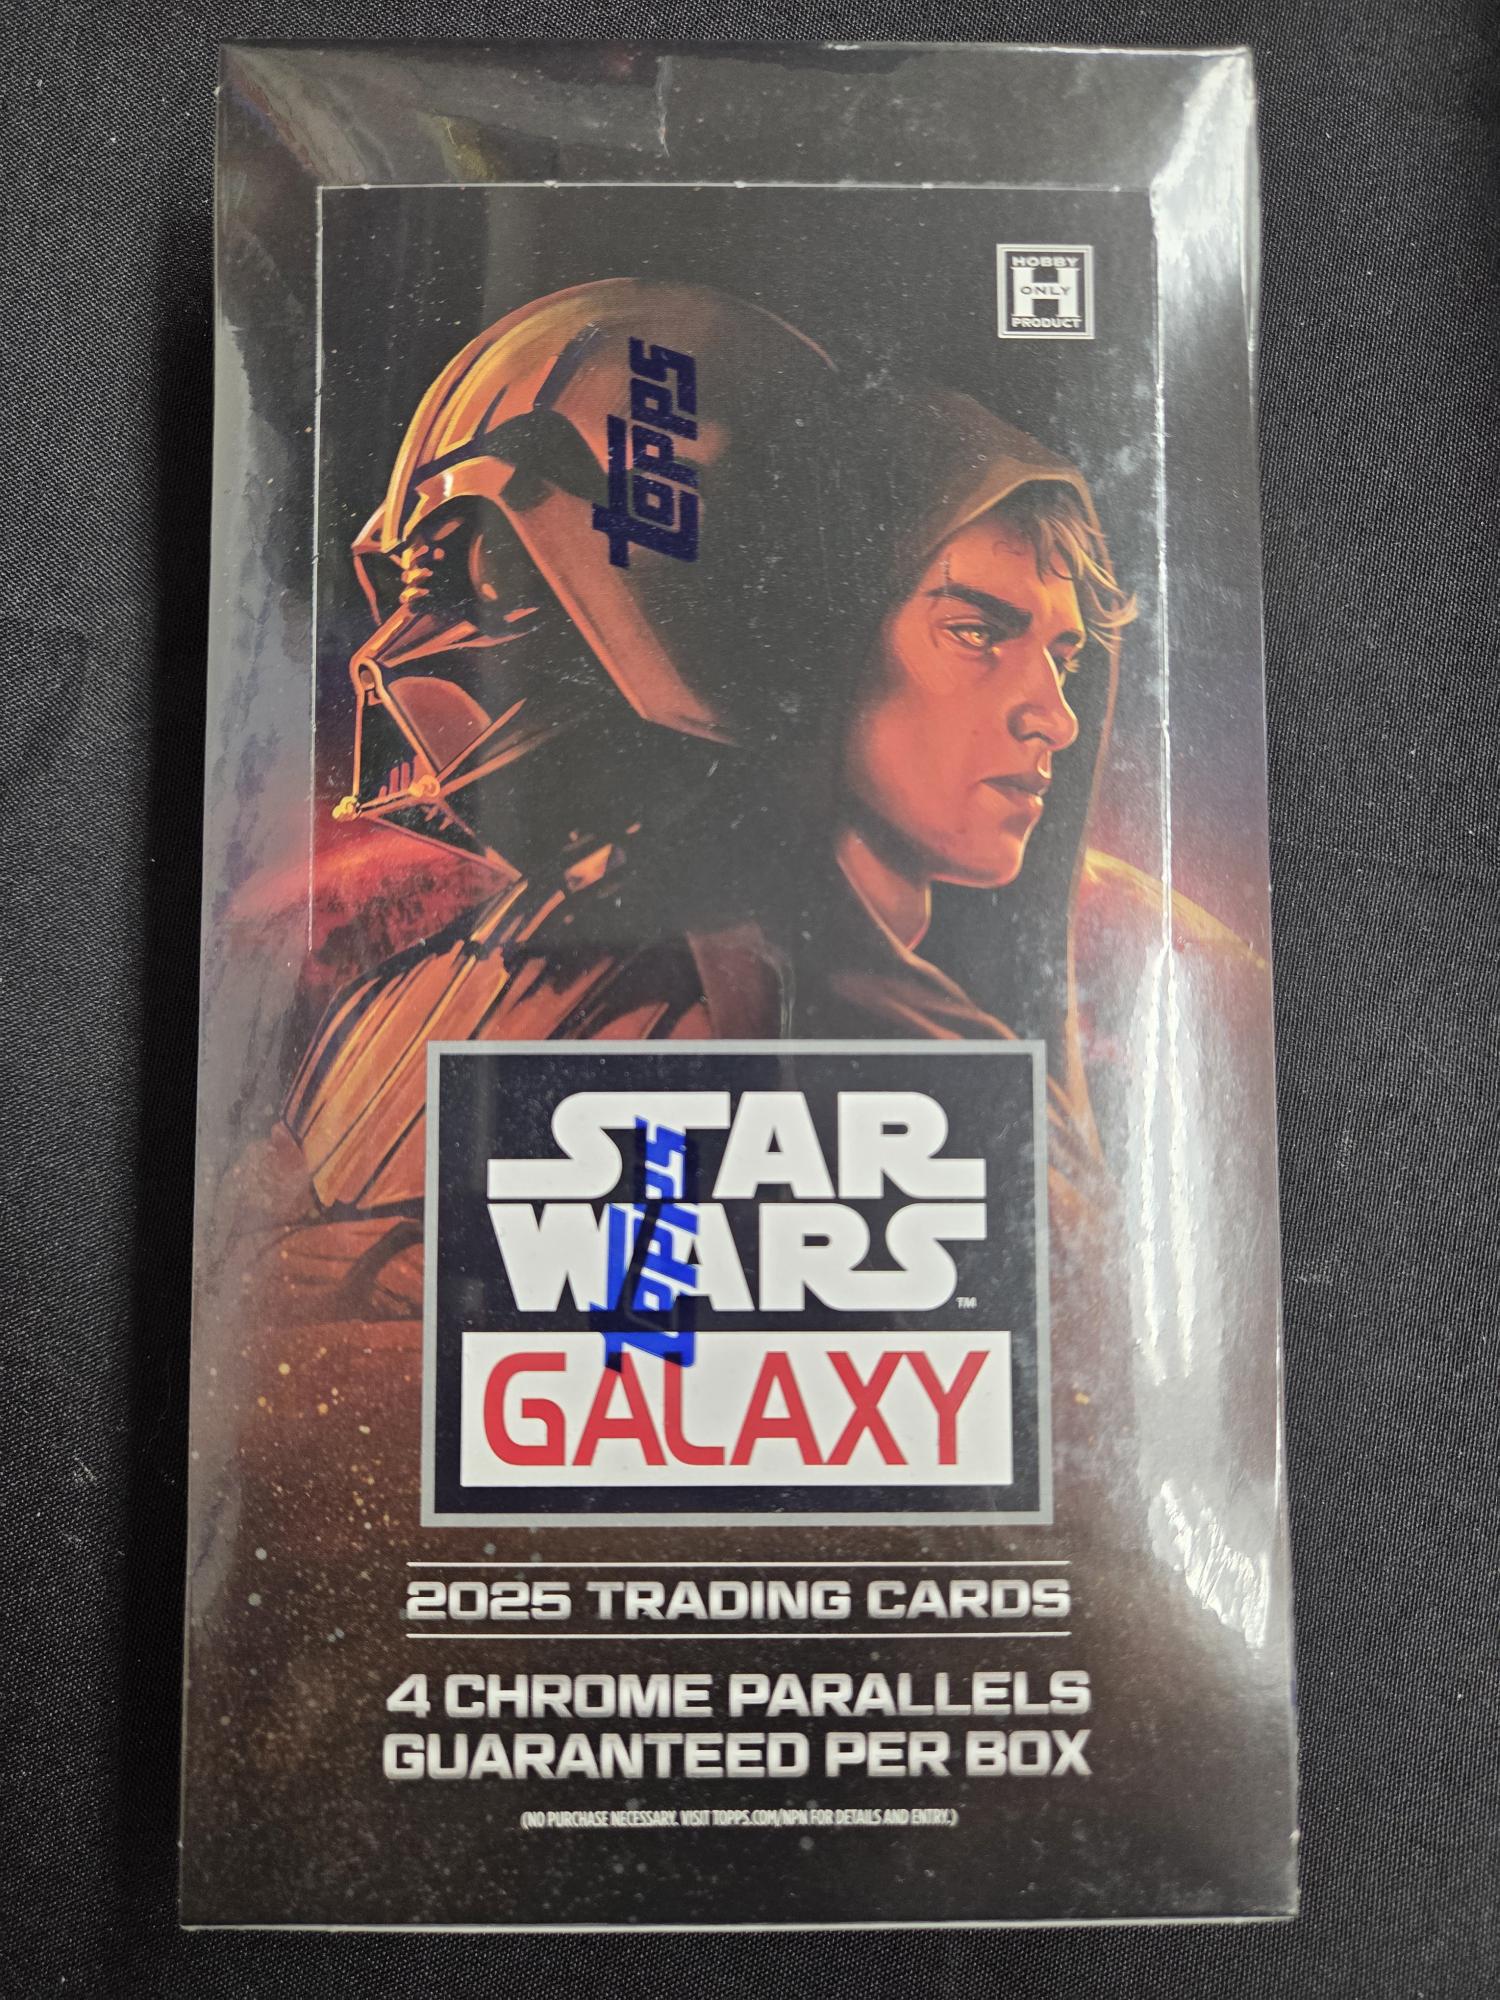 HOBBY
ONLY
PRODUCT
topps
STAR
WARS™
topps
GALAXY
2025 TRADING CARDS
4 CHROME PARALLELS
GUARANTEED PER BOX
(NO PURCHASE NECESSARY. VISIT TOPPS.COM/NPN FOR DETAILS AND ENTRY.)